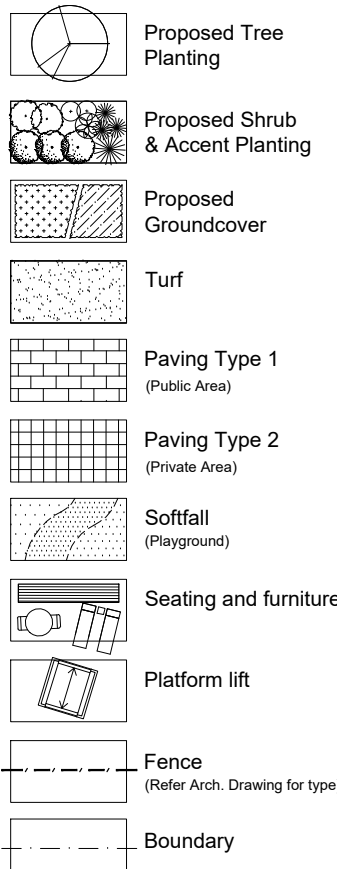 Proposed Tree
Planting
Proposed Shrub
& Accent Planting
Proposed
Groundcover
Turf
Paving Type 1
(Public Area)
Paving Type 2
(Private Area)
Softfall
(Playground)
Seating and furniture
Platform lift
Fence
(Refer Arch. Drawing for type
Boundary